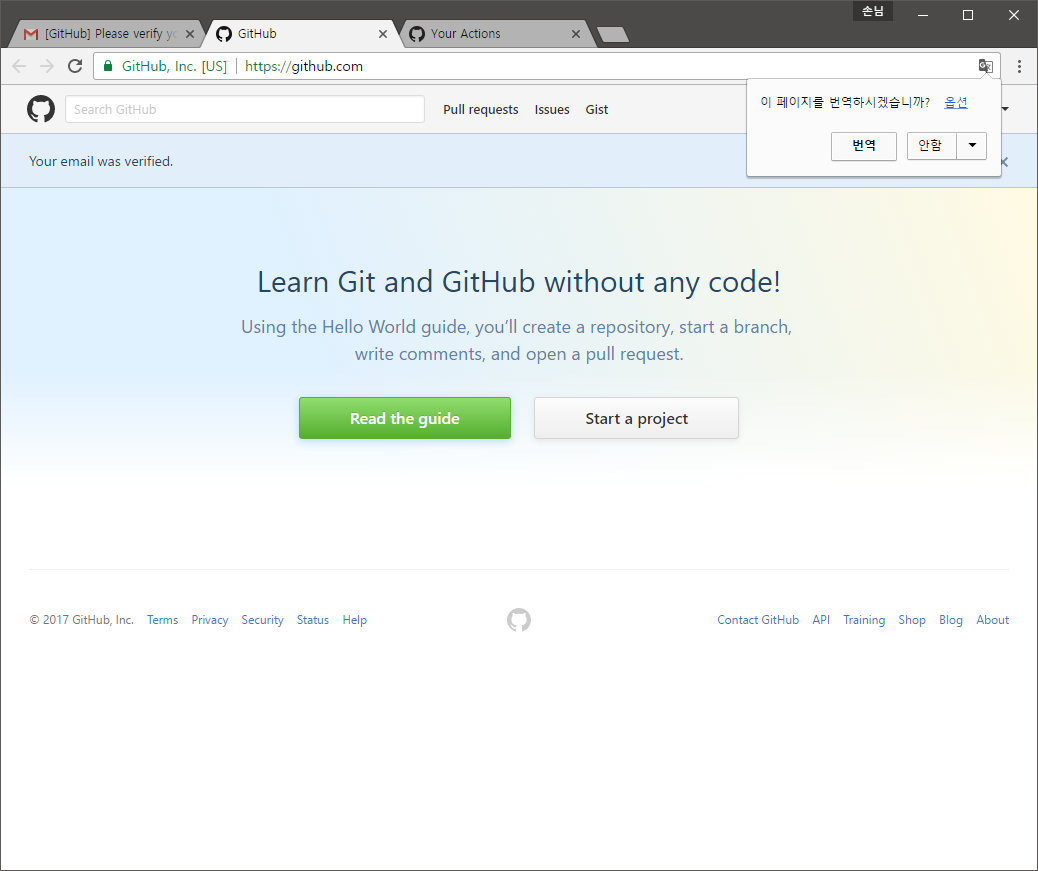 손님
[GitHub] Please verify yo
GitHub
Your Actions
GitHub, Inc. [US]
https://github.com
Search GitHub
Pull requests
Issues
Gist
이 페이지를 번역하시겠습니까? 옵션
번역
안함
Your email was verified.
Learn Git and GitHub without any code!
Using the Hello World guide, you’ll create a repository, start a branch,
write comments, and open a pull request.
Read the guide
Start a project
© 2017 GitHub, Inc. Terms Privacy Security Status Help
Contact GitHub API Training Shop Blog About